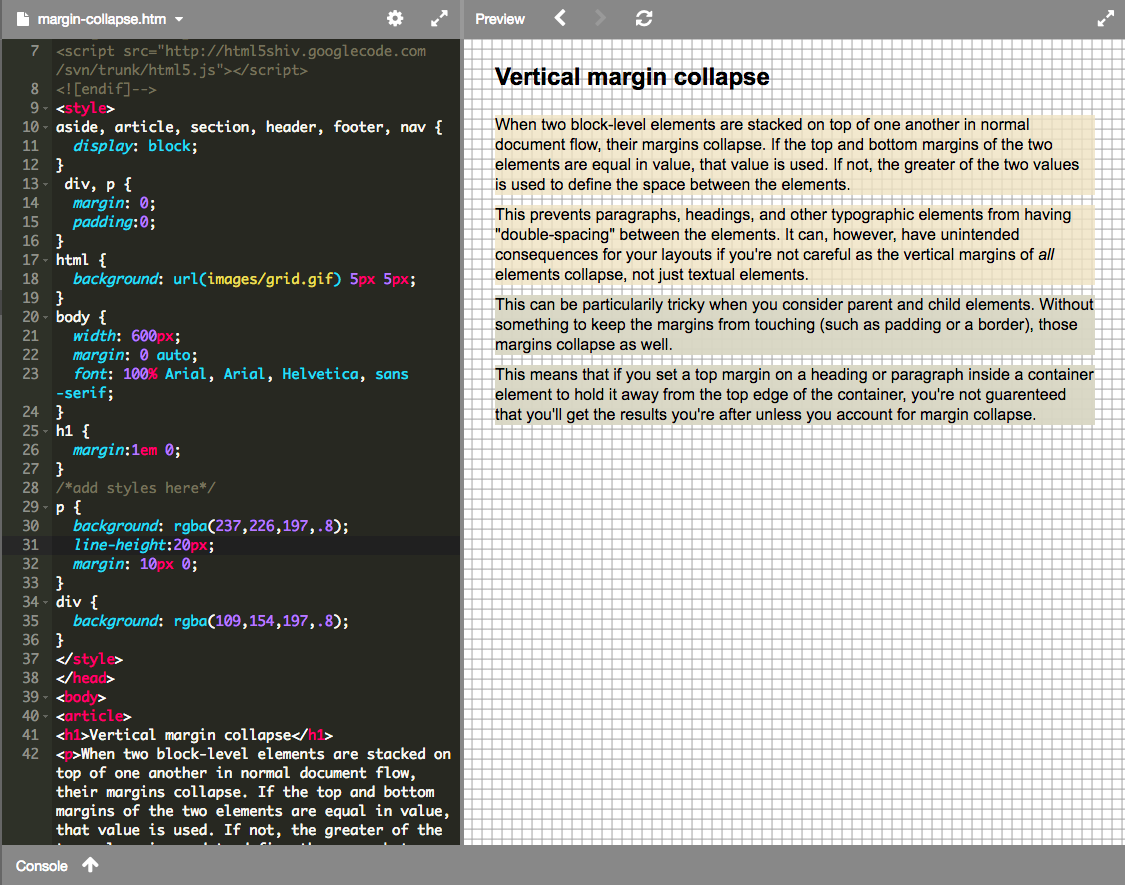 margin-collapse.htm
7 <script src="http://html5shiv.googlecode.com
/svn/trunk/html5.js"></script>
8 <![endif]-->
9 <style>
10 aside, article, section, header, footer, nav {
11 display: block;
12 }
13 div, p {
14 margin: 0;
15 padding:0;
16 }
17 html {
18 background: url(images/grid.gif) 5px 5px;
19 }
20 body {
21 width: 600px;
22 margin: 0 auto;
23 font: 100% Arial, Arial, Helvetica, sans
-serif;
24 }
25 h1 {
26 margin:1em 0;
27 }
28 /*add styles here*/
29 p {
30 background: rgba(237,226,197,.8);
31 line-height:20px;
32 margin: 10px 0;
33 }
34 div {
35 background: rgba(109,154,197,.8);
36 }
37 </style>
38 </head>
39 <body>
40 <article>
41 <h1>Vertical margin collapse</h1>
42 <p>When two block-level elements are stacked on
top of one another in normal document flow,
their margins collapse. If the top and bottom
margins of the two elements are equal in value,
that value is used. If not, the greater of the
Console
Preview
Vertical margin collapse
When two block-level elements are stacked on top of one another in normal
document flow, their margins collapse. If the top and bottom margins of the two
elements are equal in value, that value is used. If not, the greater of the two values
is used to define the space between the elements.
This prevents paragraphs, headings, and other typographic elements from having
"double-spacing" between the elements. It can, however, have unintended
consequences for your layouts if you're not careful as the vertical margins of all
elements collapse, not just textual elements.
This can be particularily tricky when you consider parent and child elements. Without
something to keep the margins from touching (such as padding or a border), those
margins collapse as well.
This means that if you set a top margin on a heading or paragraph inside a container
element to hold it away from the top edge of the container, you're not guarenteed
that you'll get the results you're after unless you account for margin collapse.